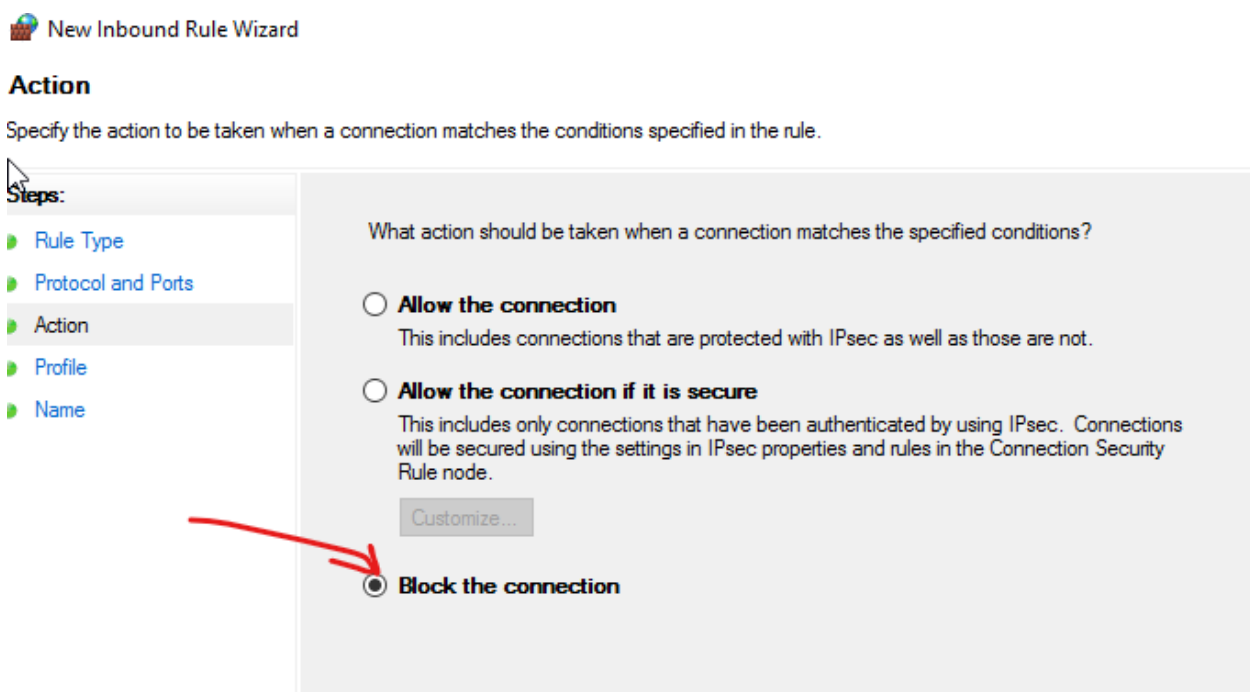 New Inbound Rule Wizard
Action
Specify the action to be taken when a connection matches the conditions specified in the rule.
Steps:
Rule Type
Protocol and Ports
Action
Profile
Name
What action should be taken when a connection matches the specified conditions?
Allow the connection
This includes connections that are protected with IPsec as well as those are not.
Allow the connection if it is secure
This includes only connections that have been authenticated by using IPsec. Connections
will be secured using the settings in IPsec properties and rules in the Connection Security
Rule node.
Customize...
Block the connection